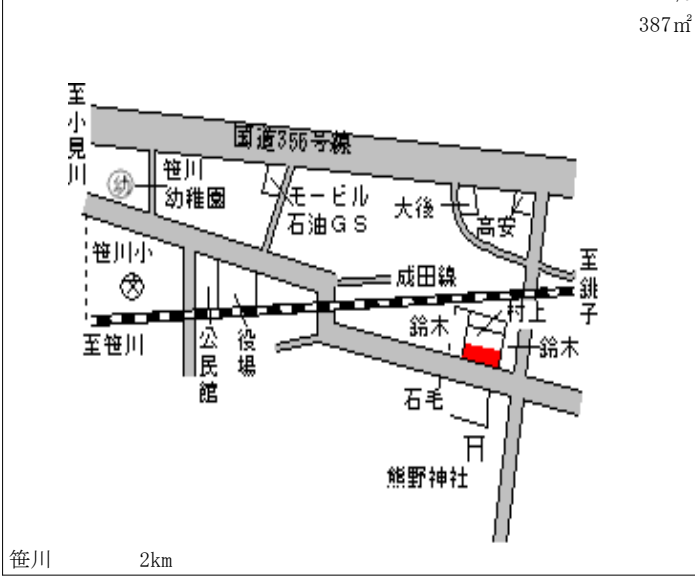 387㎡
至小見川
国道356号線
笹川
幼稚園
幼
モービル
石油GS
大後
高安
笹川小
文
成田線
至銚子
至笹川
公民館
役場
鈴木
村上
鈴木
石毛
熊野神社
笹川 2km